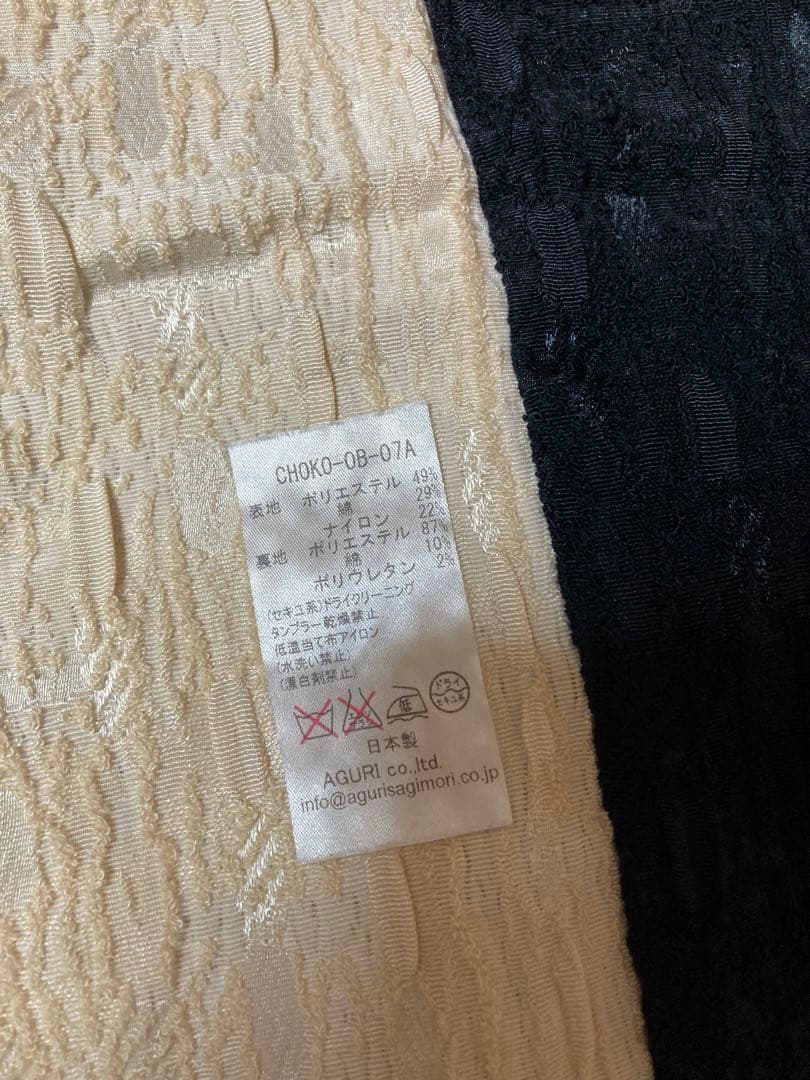 CHOKO-OB-07A
表地 ポリエステル 49%
綿 29%
ナイロン 22%
裏地 ポリエステル 87%
綿 10%
ポリウレタン 2%
(セキユ系)ドライクリーニング
タンブラー乾燥禁止
低温当て布アイロン
(水洗い禁止)
(漂白剤禁止)
低
ドライ
セキユ系
日本製
AGURI co.,ltd.
info@agurisagimori.co.jp